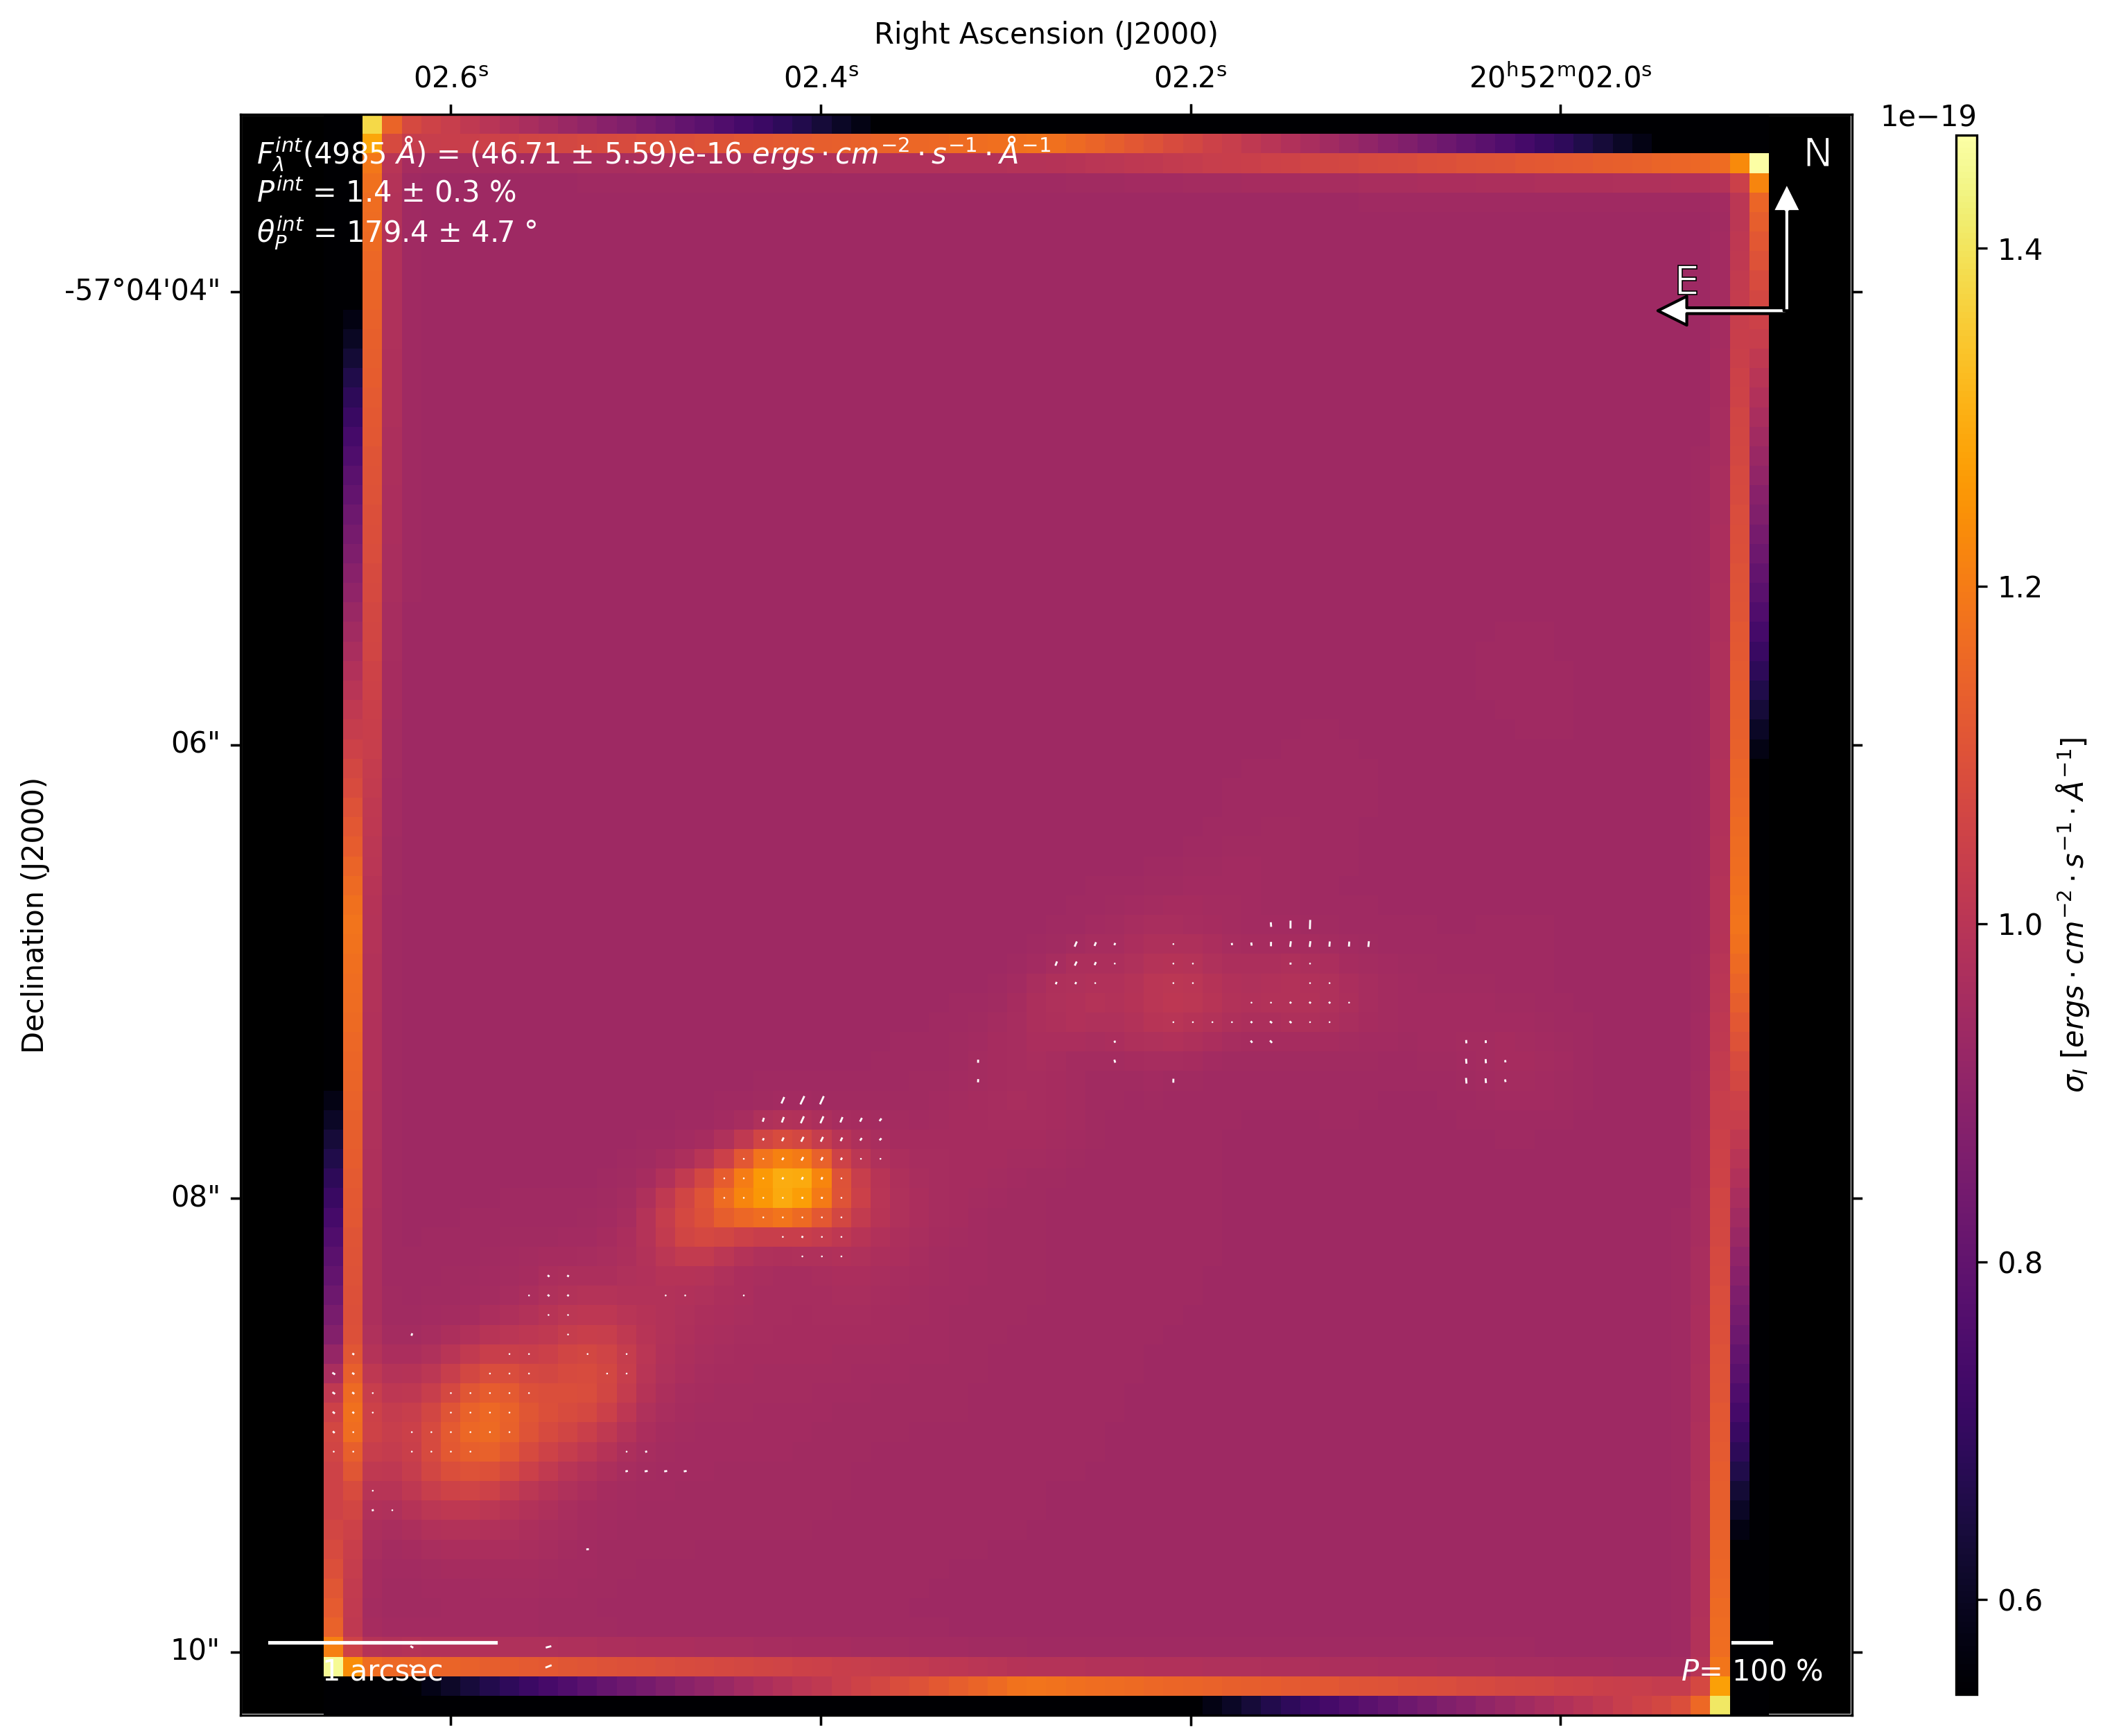 Right Ascension (J2000)
02.6ˢ 02.4ˢ 02.2ˢ 20ʰ52ᵐ02.0ˢ
1e−19
F_λ^int(4985 Å) = (46.71 ± 5.59)e-16 ergs · cm⁻² · s⁻¹ · Å⁻¹
P^int = 1.4 ± 0.3 %
θ_P^int = 179.4 ± 4.7 °
N
E
-57°04'04"
06"
08"
10"
Declination (J2000)
1 arcsec
P= 100 %
1.4
1.2
1.0
0.8
0.6
σ_I [ergs · cm⁻² · s⁻¹ · Å⁻¹]